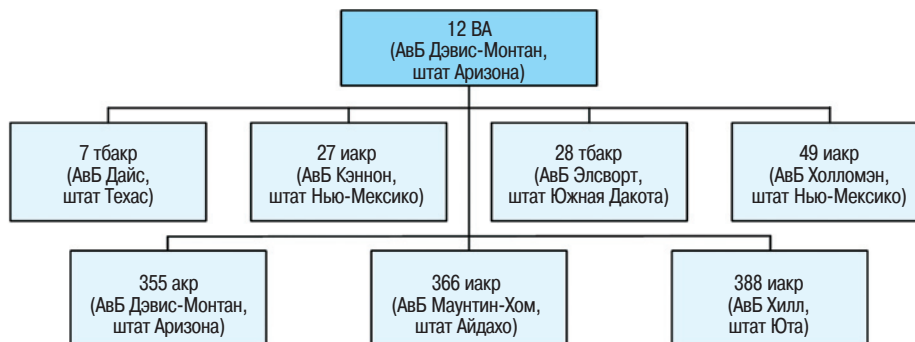 12 ВА
(АвБ Дэвис-Монтан,
штат Аризона)
7 тбакр
(АвБ Дайс,
штат Техас)
27 иакр
(АвБ Кэннон,
штат Нью-Мексико)
28 тбакр
(АвБ Элсворт,
штат Южная Дакота)
49 иакр
(АвБ Холломэн,
штат Нью-Мексико)
355 акр
(АвБ Дэвис-Монтан,
штат Аризона)
366 иакр
(АвБ Маунтин-Хом,
штат Айдахо)
388 иакр
(АвБ Хилл,
штат Юта)